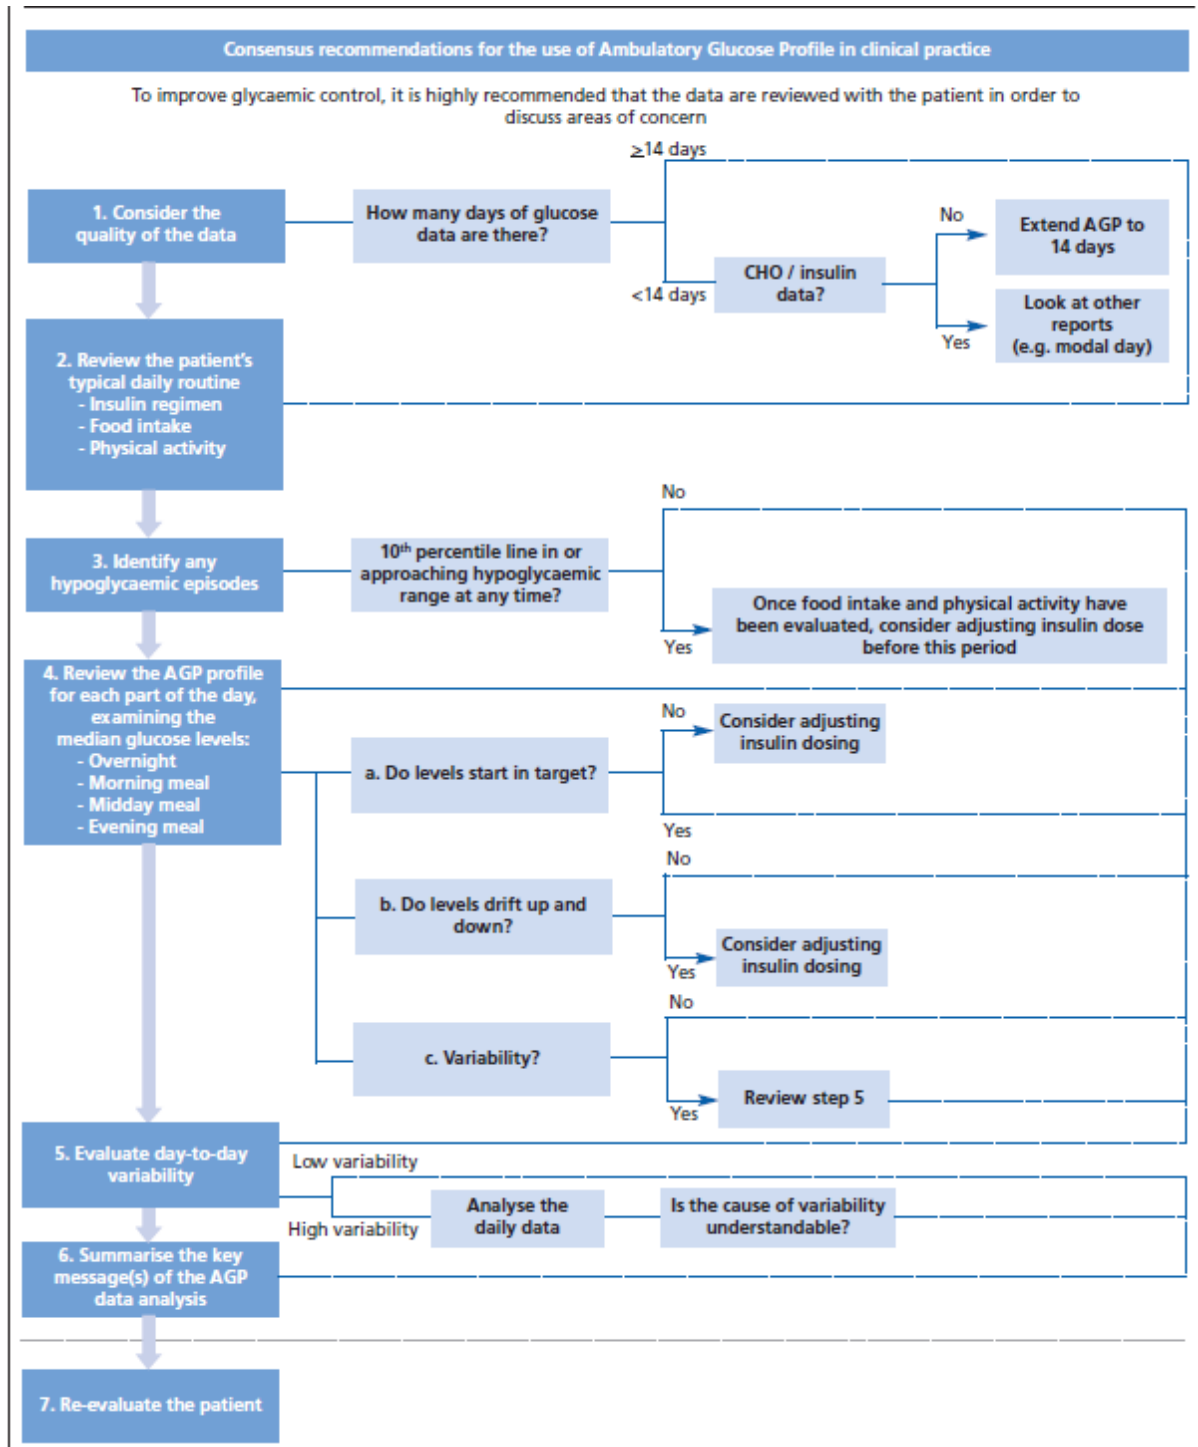 Consensus recommendations for the use of Ambulatory Glucose Profile in clinical practice
To improve glycaemic control, it is highly recommended that the data are reviewed with the patient in order to
discuss areas of concern
≥14 days
1. Consider the
quality of the data
How many days of glucose
data are there?
<14 days
CHO / insulin
data?
No
Extend AGP to
14 days
Yes
Look at other
reports
(e.g. modal day)
2. Review the patient's
typical daily routine
- Insulin regimen
- Food intake
- Physical activity
3. Identify any
hypoglycaemic episodes
10th percentile line in or
approaching hypoglycaemic
range at any time?
No
Yes
Once food intake and physical activity have
been evaluated, consider adjusting insulin dose
before this period
4. Review the AGP profile
for each part of the day,
examining the
median glucose levels:
- Overnight
- Morning meal
- Midday meal
- Evening meal
a. Do levels start in target?
No
Consider adjusting
insulin dosing
Yes
b. Do levels drift up and
down?
No
Yes
Consider adjusting
insulin dosing
c. Variability?
No
Yes
Review step 5
5. Evaluate day-to-day
variability
Low variability
High variability
Analyse the
daily data
Is the cause of variability
understandable?
6. Summarise the key
message(s) of the AGP
data analysis
7. Re-evaluate the patient